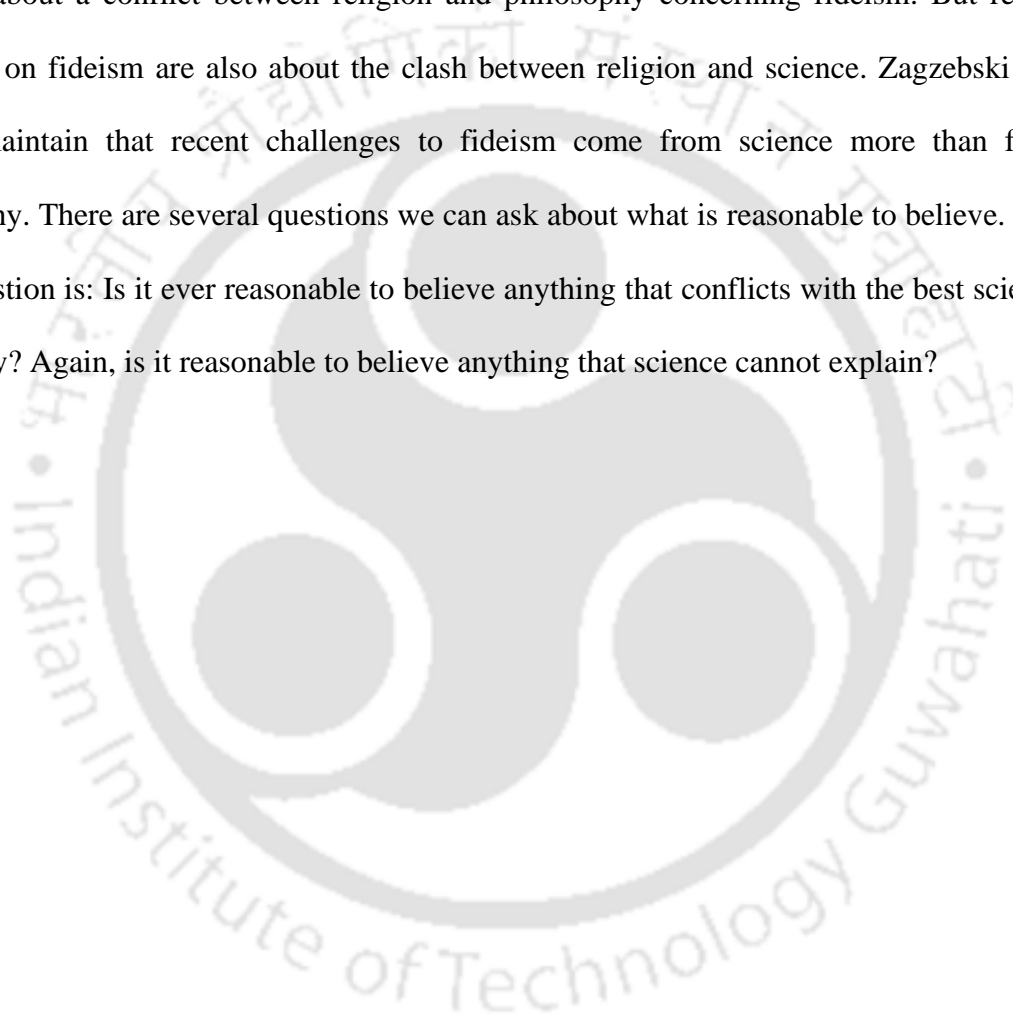 about a conflict between religion and philosophy concerning fideism. But re
on fideism are also about the clash between religion and science. Zagzebski
aintain that recent challenges to fideism come from science more than f
ny. There are several questions we can ask about what is reasonable to believe.
stion is: Is it ever reasonable to believe anything that conflicts with the best scie
y? Again, is it reasonable to believe anything that science cannot explain?
Indian Institute of Technology Guwahati